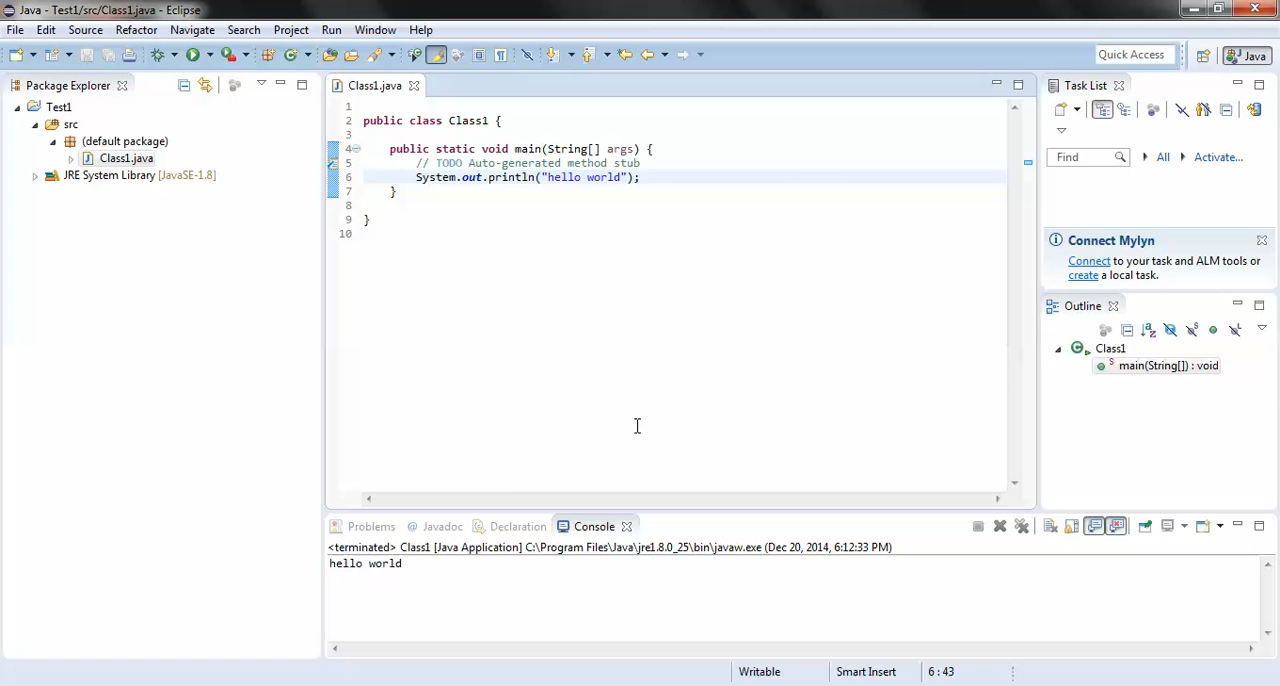 Java - Test1/src/Class1.java - Eclipse
File Edit Source Refactor Navigate Search Project Run Window Help
Quick Access
Java
Package Explorer
Test1
src
(default package)
Class1.java
JRE System Library [JavaSE-1.8]
Class1.java
1
2 public class Class1 {
3
4 public static void main(String[] args) {
5 // TODO Auto-generated method stub
6 System.out.println("hello world");
7 }
8
9 }
10
Task List
Find All Activate...
Connect Mylyn
Connect to your task and ALM tools or
create a local task.
Outline
Class1
main(String[]) : void
Problems @ Javadoc Declaration Console
<terminated> Class1 [Java Application] C:\Program Files\Java\jre1.8.0_25\bin\javaw.exe (Dec 20, 2014, 6:12:33 PM)
hello world
Writable Smart Insert 6 : 43